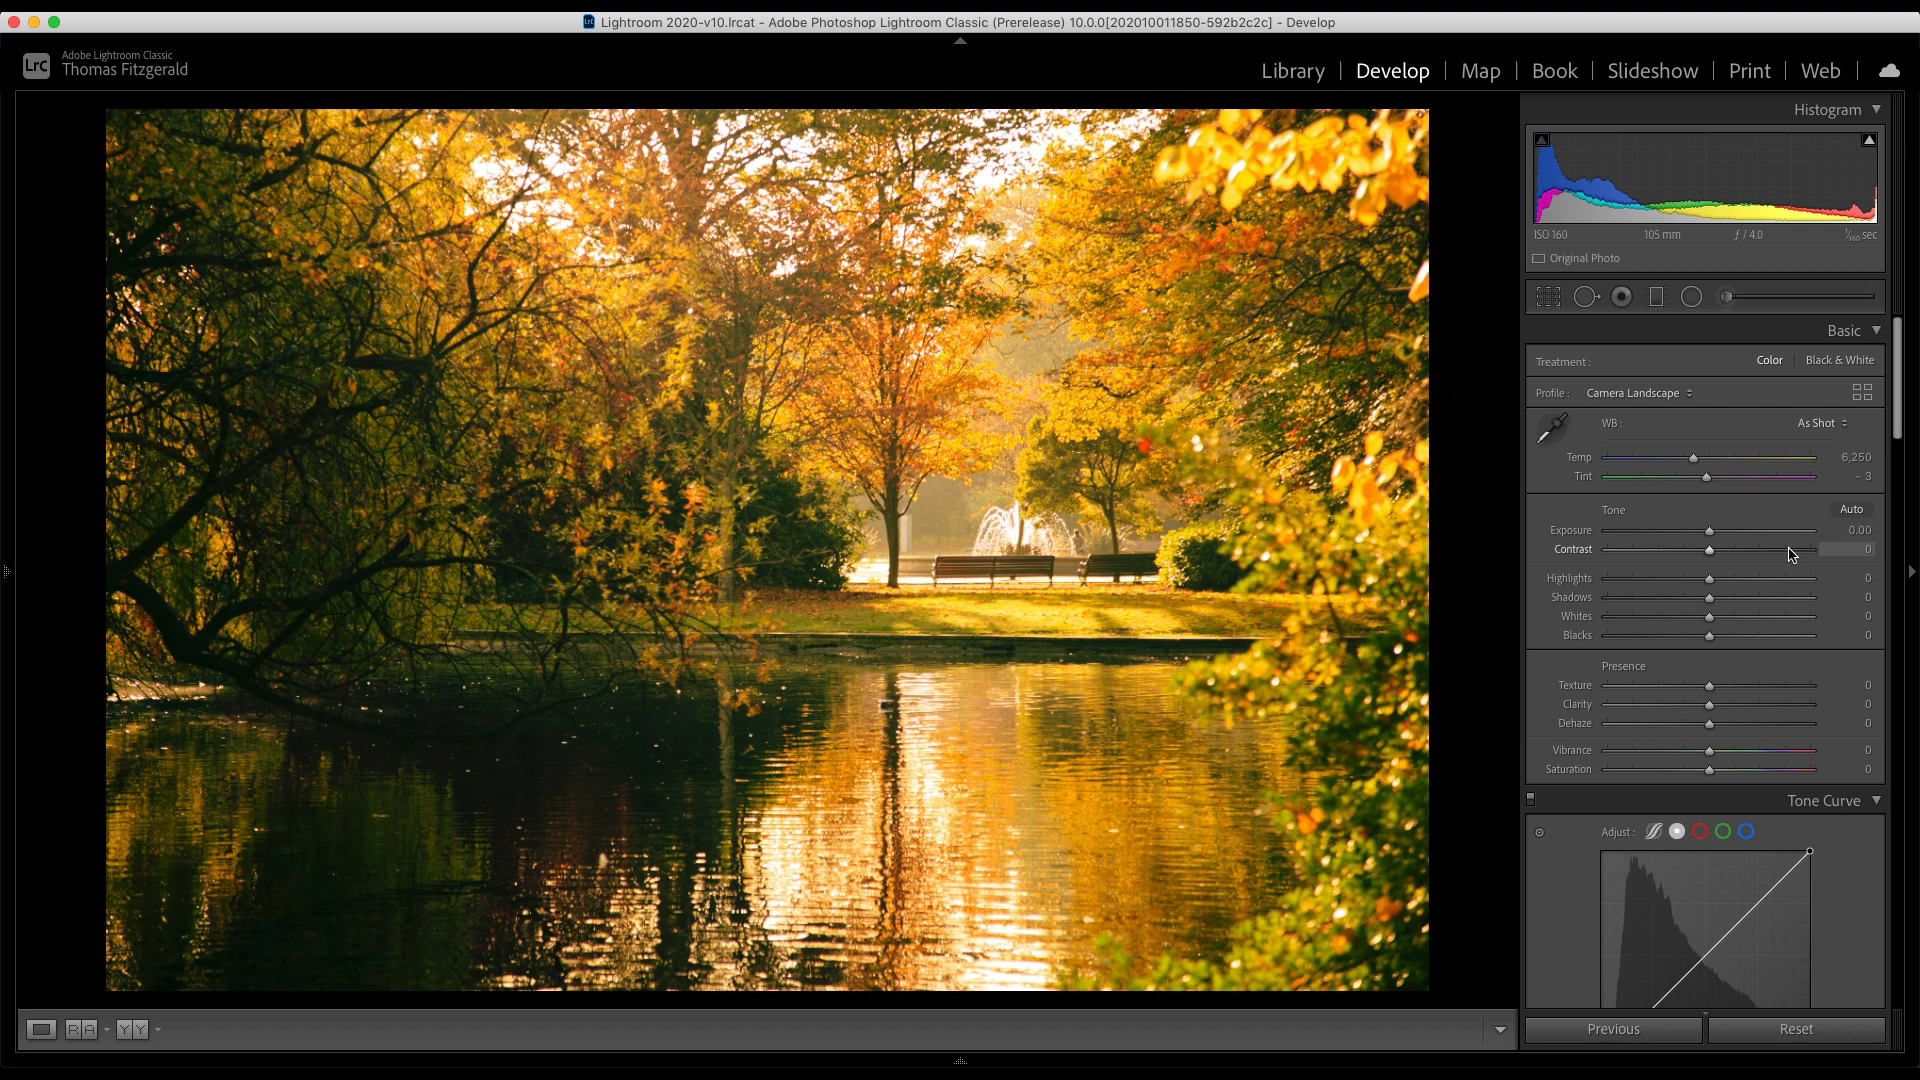 Lightroom 2020-v10.lrcat - Adobe Photoshop Lightroom Classic (Prerelease) 10.0.0[202010011850-592b2c2c] - Develop
LrC
Adobe Lightroom Classic
Thomas Fitzgerald
Library | Develop | Map | Book | Slideshow | Print | Web
Histogram
ISO 160 105 mm ƒ / 4.0 1/160 sec
Original Photo
Basic
Treatment : Color | Black & White
Profile : Camera Landscape
WB : As Shot
Temp 6,250
Tint – 3
Tone Auto
Exposure 0.00
Contrast 0
Highlights 0
Shadows 0
Whites 0
Blacks 0
Presence
Texture 0
Clarity 0
Dehaze 0
Vibrance 0
Saturation 0
Tone Curve
Adjust :
R A Y Y
Previous Reset